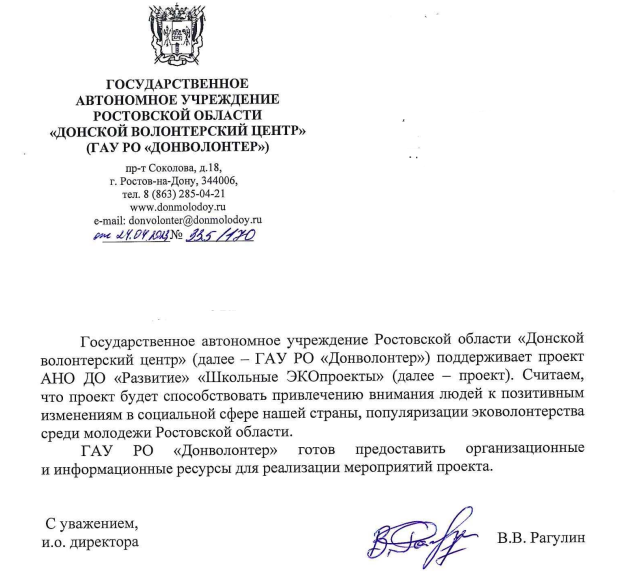 ГОСУДАРСТВЕННОЕ
АВТОНОМНОЕ УЧРЕЖДЕНИЕ
РОСТОВСКОЙ ОБЛАСТИ
«ДОНСКОЙ ВОЛОНТЕРСКИЙ ЦЕНТР»
(ГАУ РО «ДОНВОЛОНТЕР»)
пр-т Соколова, д.18,
г. Ростов-на-Дону, 344006,
тел. 8 (863) 285-04-21
www.donmolodoy.ru
e-mail: donvolonter@donmolodoy.ru
от 24.04.2023 № 335/170
Государственное автономное учреждение Ростовской области «Донской
волонтерский центр» (далее – ГАУ РО «Донволонтер») поддерживает проект
АНО ДО «Развитие» «Школьные ЭКОпроекты» (далее – проект). Считаем,
что проект будет способствовать привлечению внимания людей к позитивным
изменениям в социальной сфере нашей страны, популяризации эковолонтерства
среди молодежи Ростовской области.
ГАУ РО «Донволонтер» готов предоставить организационные
и информационные ресурсы для реализации мероприятий проекта.
С уважением,
и.о. директора
В.В. Рагулин